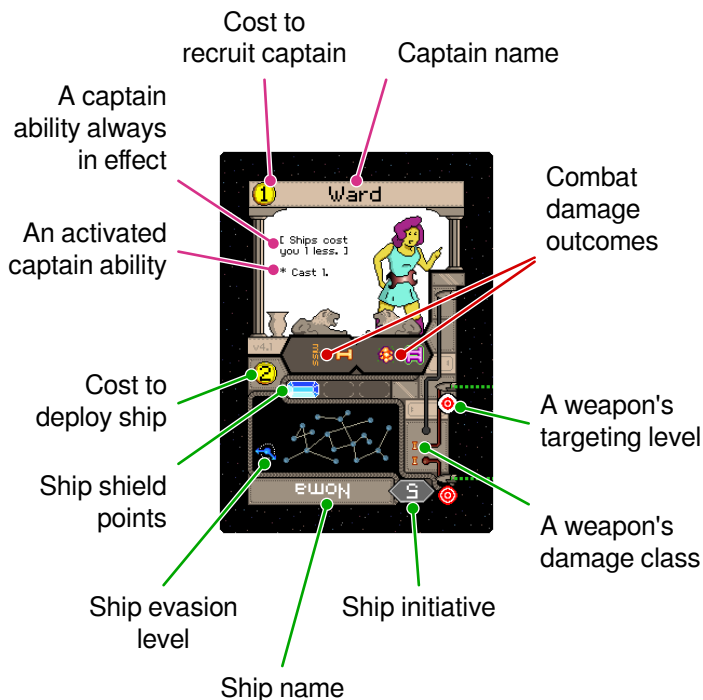 Cost to
recruit captain
Captain name
A captain
ability always
in effect
An activated
captain ability
Combat
damage
outcomes
1
Ward
[ Ships cost
you 1 less. ]
* Cast 1.
v4.1
miss
I
II
2
Cost to
deploy ship
Ship shield
points
A weapon's
targeting level
A weapon's
damage class
I
I
Noma
5
Ship evasion
level
Ship initiative
Ship name